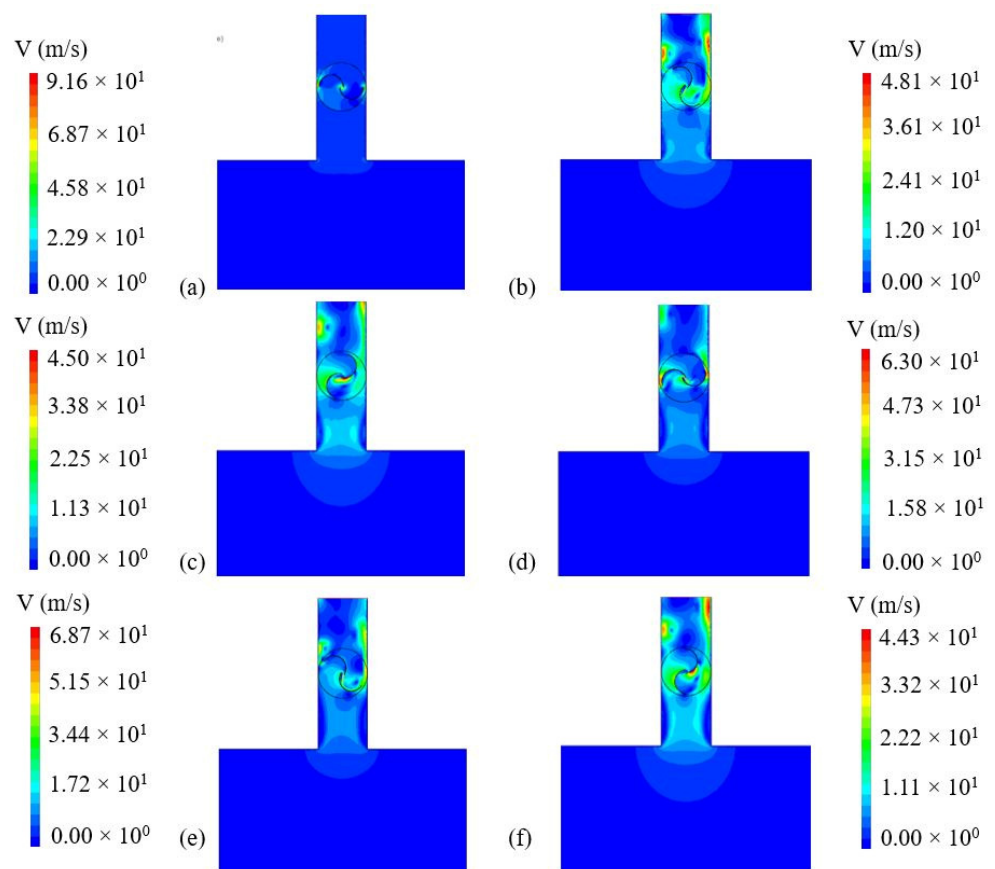 V (m/s)
9.16 × 10¹
6.87 × 10¹
4.58 × 10¹
2.29 × 10¹
0.00 × 10⁰
(a)
V (m/s)
4.81 × 10¹
3.61 × 10¹
2.41 × 10¹
1.20 × 10¹
0.00 × 10⁰
(b)
V (m/s)
4.50 × 10¹
3.38 × 10¹
2.25 × 10¹
1.13 × 10¹
0.00 × 10⁰
(c)
V (m/s)
6.30 × 10¹
4.73 × 10¹
3.15 × 10¹
1.58 × 10¹
0.00 × 10⁰
(d)
V (m/s)
6.87 × 10¹
5.15 × 10¹
3.44 × 10¹
1.72 × 10¹
0.00 × 10⁰
(e)
V (m/s)
4.43 × 10¹
3.32 × 10¹
2.22 × 10¹
1.11 × 10¹
0.00 × 10⁰
(f)